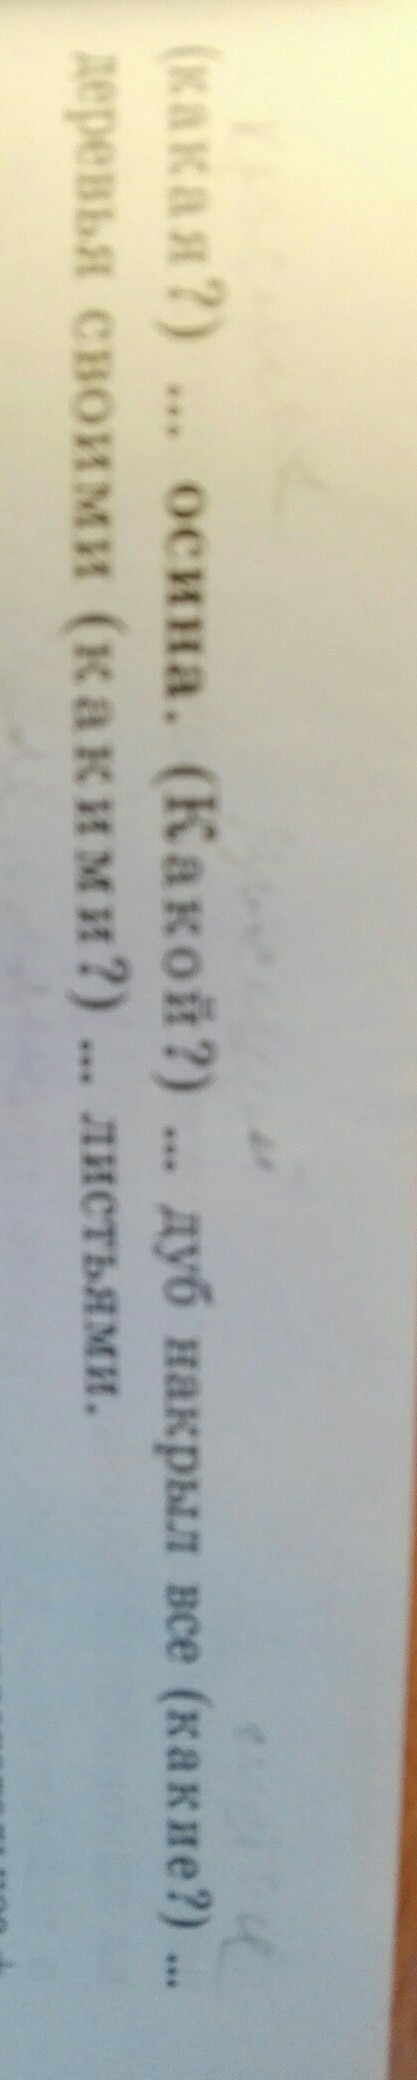 (какая?) ... осина. (Какой?) ... дуб накрыл все (какие?) ...
деревья своими (какими?) ... листьями.